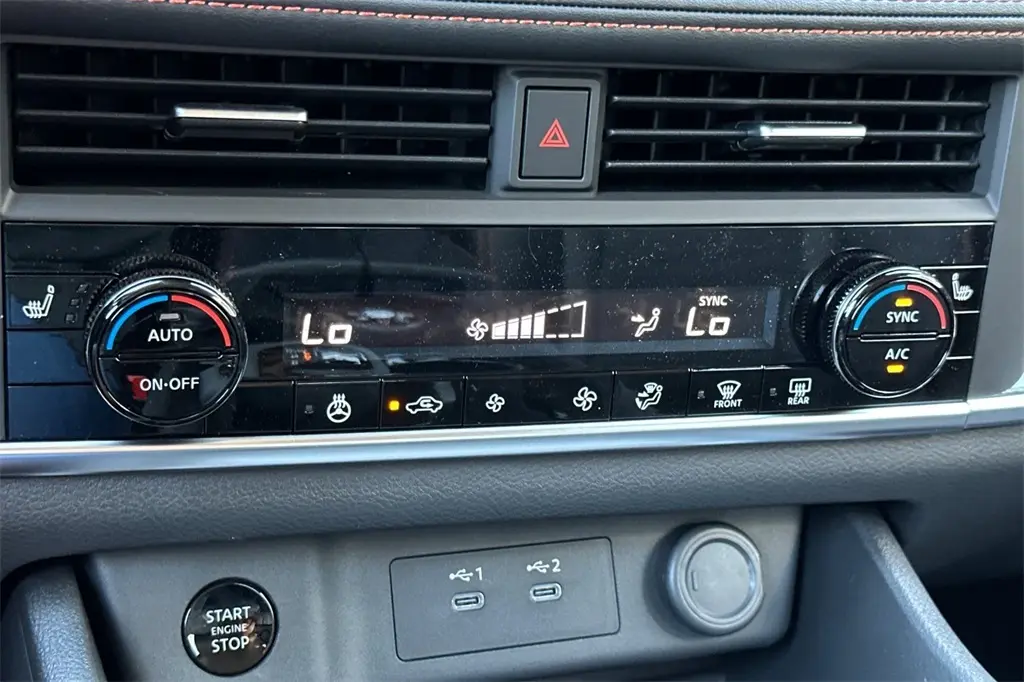 SYNC
Lo
Lo
AUTO
SYNC
ON·OFF
A/C
FRONT
REAR
1
2
START
ENGINE
STOP